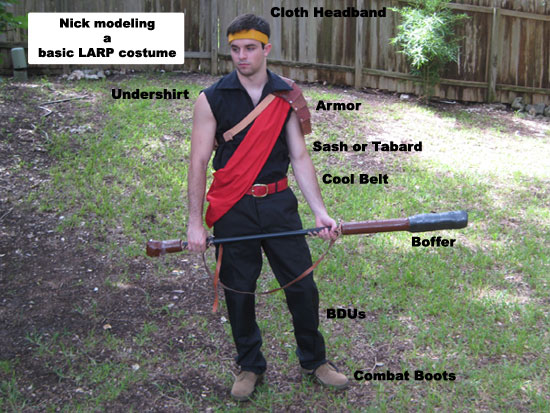 Nick modeling
a
basic LARP costume
Cloth Headband
Undershirt
Armor
Sash or Tabard
Cool Belt
Boffer
BDUs
Combat Boots